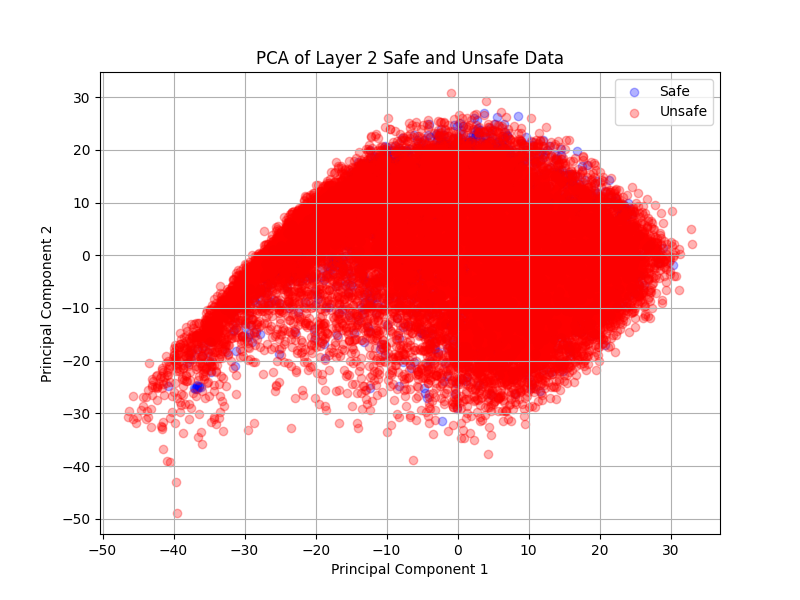 PCA of Layer 2 Safe and Unsafe Data
Safe
Unsafe
30
20
10
0
−10
−20
−30
−40
−50
Principal Component 2
−50 −40 −30 −20 −10 0 10 20 30
Principal Component 1